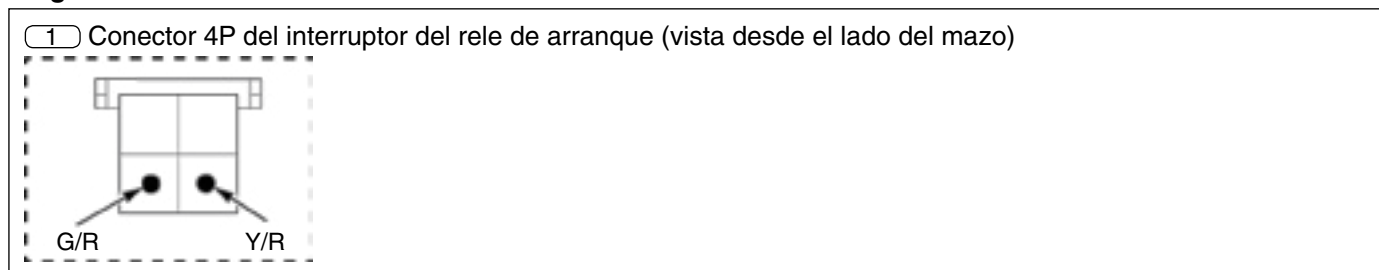 1 Conector 4P del interruptor del rele de arranque (vista desde el lado del mazo)
G/R Y/R